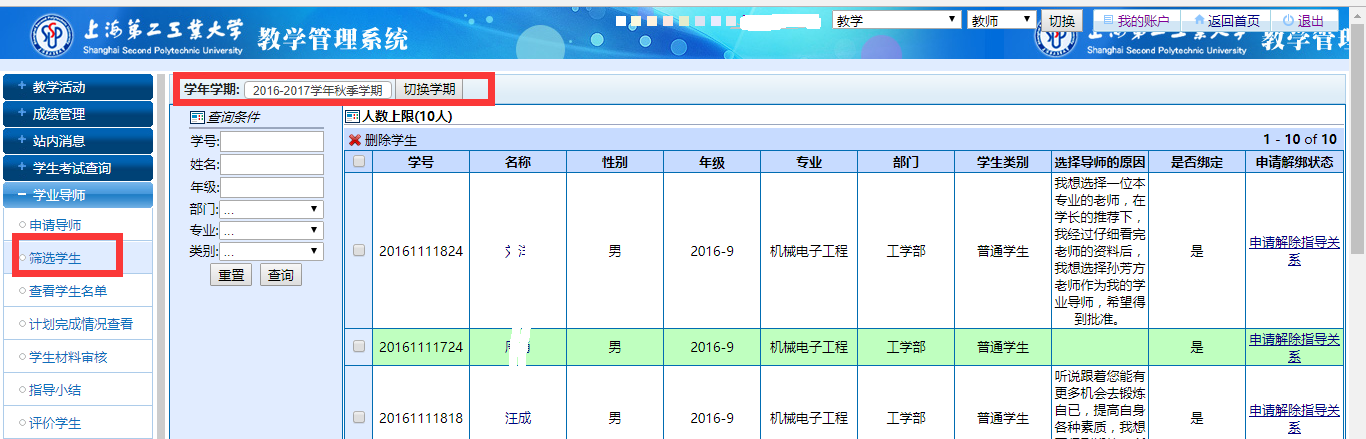 上海第二工业大学
Shanghai Second Polytechnic University
教学管理系统
教学
教师
切换
我的账户
返回首页
退出
上海第二工业大学
Shanghai Second Polytechnic University
教学管理
教学活动
成绩管理
站内消息
学生考试查询
学业导师
申请导师
筛选学生
查看学生名单
计划完成情况查看
学生材料审核
指导小结
评价学生
学年学期: 2016-2017学年秋季学期 切换学期
查询条件
学号:
姓名:
年级:
部门: ...
专业: ...
类别: ...
重置 查询
人数上限(10人)
删除学生 1 - 10 of 10
学号 名称 性别 年级 专业 部门 学生类别 选择导师的原因 是否绑定 申请解绑状态
20161111824 男 2016-9 机械电子工程 工学部 普通学生
我想选择一位本
专业的老师，在
学长的推荐下，
我经过仔细看完
老师的资料后，
我想选择孙芳方
老师作为我的学
业导师，希望得
到批准。
是
申请解除指导关
系
20161111724 男 2016-9 机械电子工程 工学部 普通学生 是
申请解除指导关
系
20161111818 汪成 男 2016-9 机械电子工程 工学部 普通学生
听说跟着您能有
更多机会去锻炼
自已，提高自身
各种素质，我想
是
申请解除指导关
系